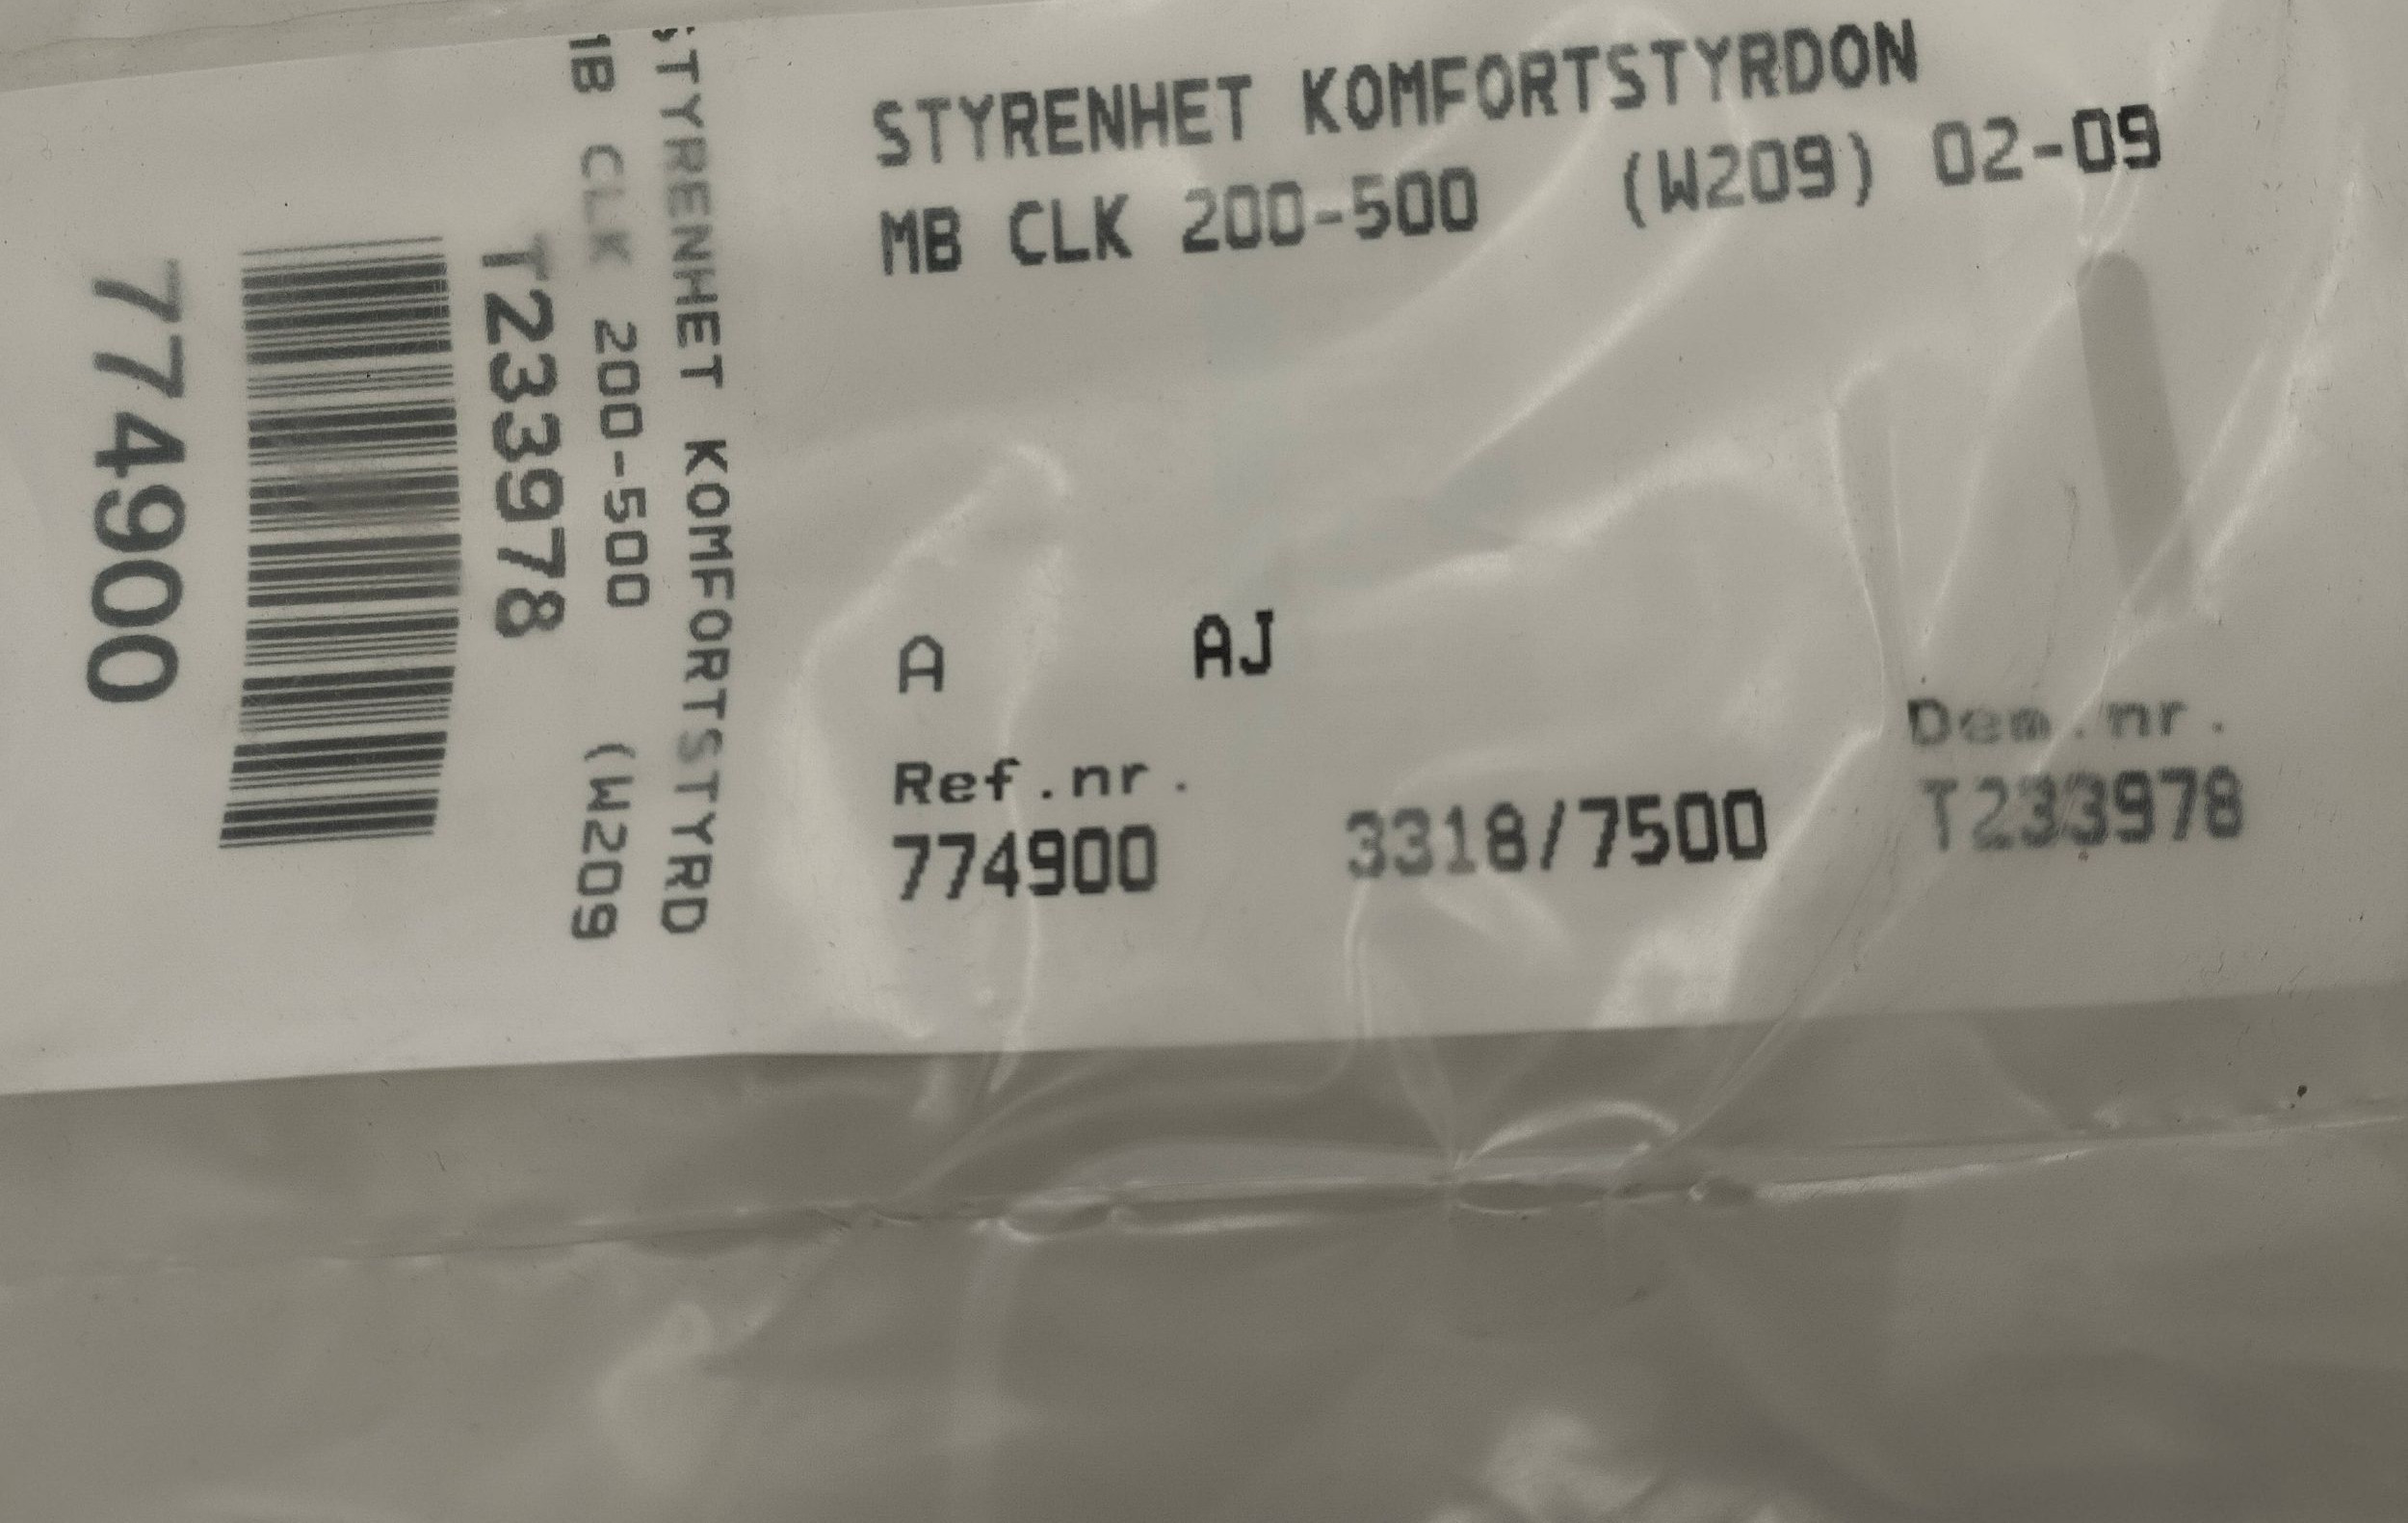 STYRENHET KOMFORTSTYRDON
MB CLK 200-500 (W209) 02-09
A AJ
Ref.nr. Dem.nr.
774900 3318/7500 T233978
STYRENHET KOMFORTSTYRD
MB CLK 200-500 (W209
T233978
774900